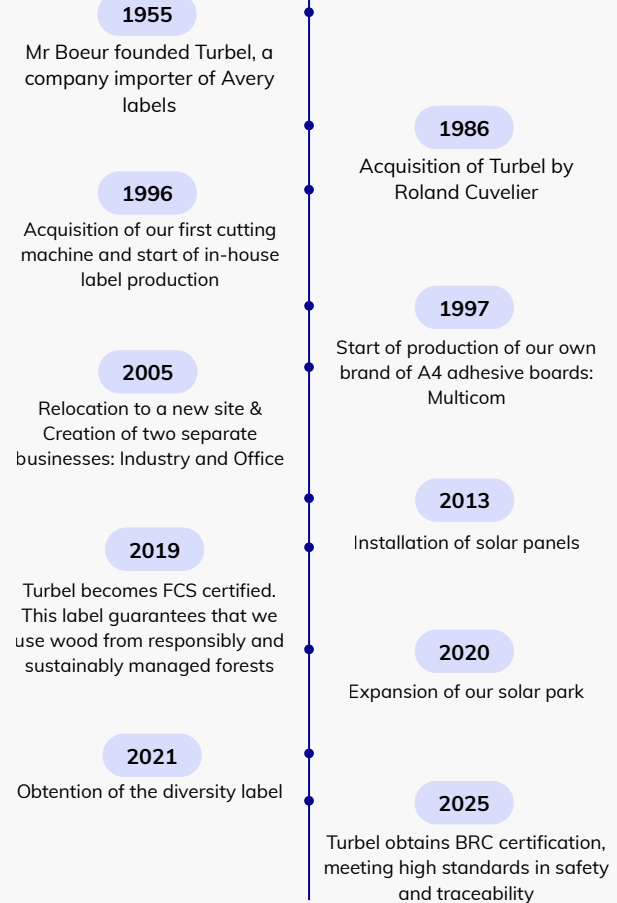 1955
Mr Boeur founded Turbel, a
company importer of Avery
labels
1986
Acquisition of Turbel by
Roland Cuvelier
1996
Acquisition of our first cutting
machine and start of in-house
label production
1997
Start of production of our own
brand of A4 adhesive boards:
Multicom
2005
Relocation to a new site &
Creation of two separate
businesses: Industry and Office
2013
Installation of solar panels
2019
Turbel becomes FCS certified.
This label guarantees that we
use wood from responsibly and
sustainably managed forests
2020
Expansion of our solar park
2021
Obtention of the diversity label
2025
Turbel obtains BRC certification,
meeting high standards in safety
and traceability